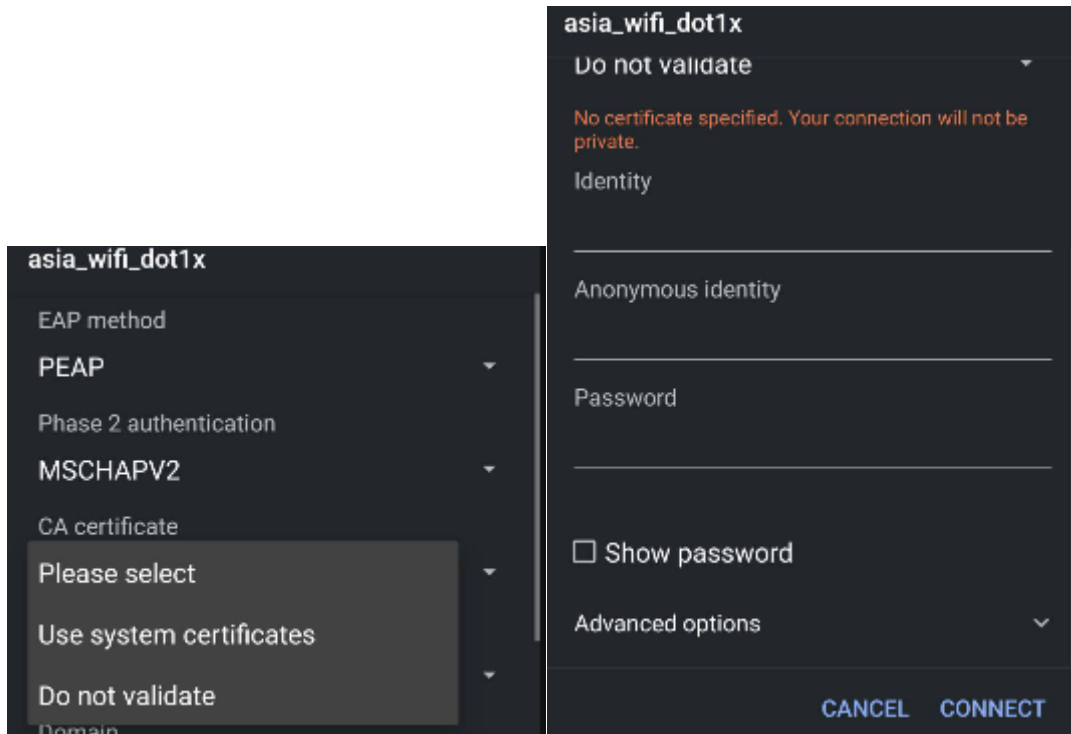 asia_wifi_dot1x
EAP method
PEAP
Phase 2 authentication
MSCHAPV2
CA certificate
Please select
Use system certificates
Do not validate
Domain
asia_wifi_dot1x
Do not validate
No certificate specified. Your connection will not be
private.
Identity
Anonymous identity
Password
Show password
Advanced options
CANCEL CONNECT